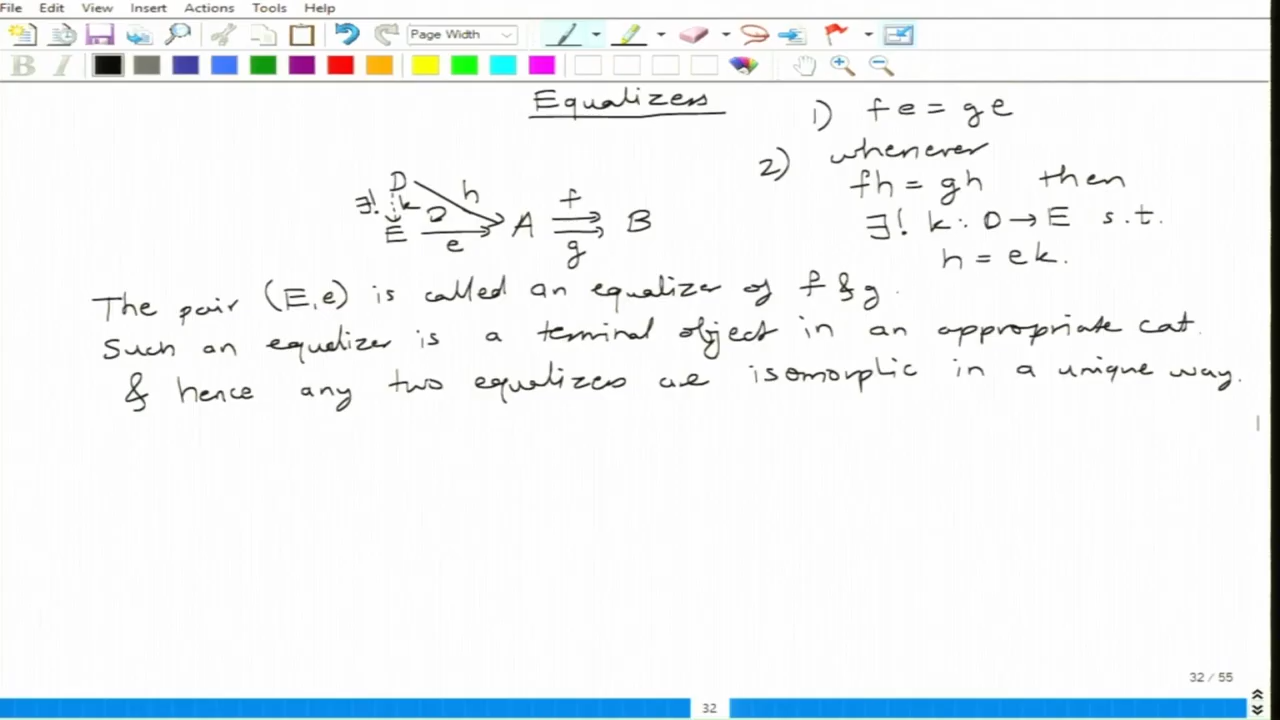 File Edit View Insert Actions Tools Help
Page Width
B I
Equalizers
1) fe = ge
2) whenever
fh = gh then
∃! k : D → E s.t.
h = ek.
D h f
∃! k
E e A g B
The pair (E, e) is called an equalizer of f & g.
Such an equalizer is a terminal object in an appropriate cat.
& hence any two equalizers are isomorphic in a unique way.
32 / 55
32